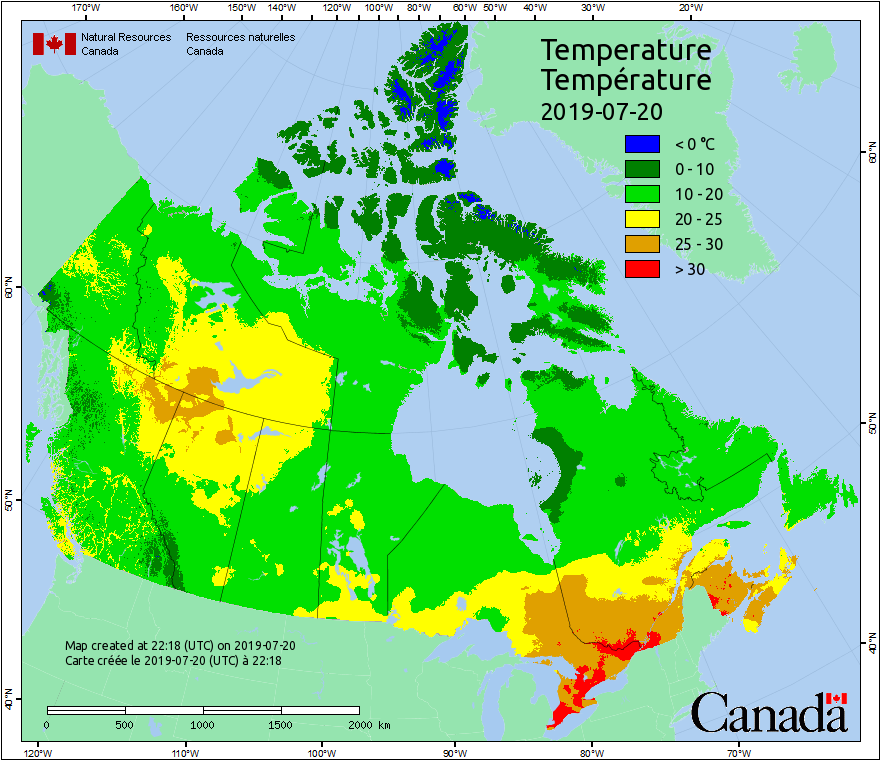 170°W 160°W 150°W 140°W 120°W 100°W 80°W 60°W 50°W 40°W 30°W 20°W
Natural Resources Ressources naturelles
Canada Canada
Temperature
Température
2019-07-20
< 0 °C
0 - 10
10 - 20
20 - 25
25 - 30
> 30
60°N
60°N
50°N
50°N
40°N
40°N
Map created at 22:18 (UTC) on 2019-07-20
Carte créée le 2019-07-20 (UTC) à 22:18
0 500 1000 1500 2000 km
Canada
120°W 110°W 100°W 90°W 80°W 70°W